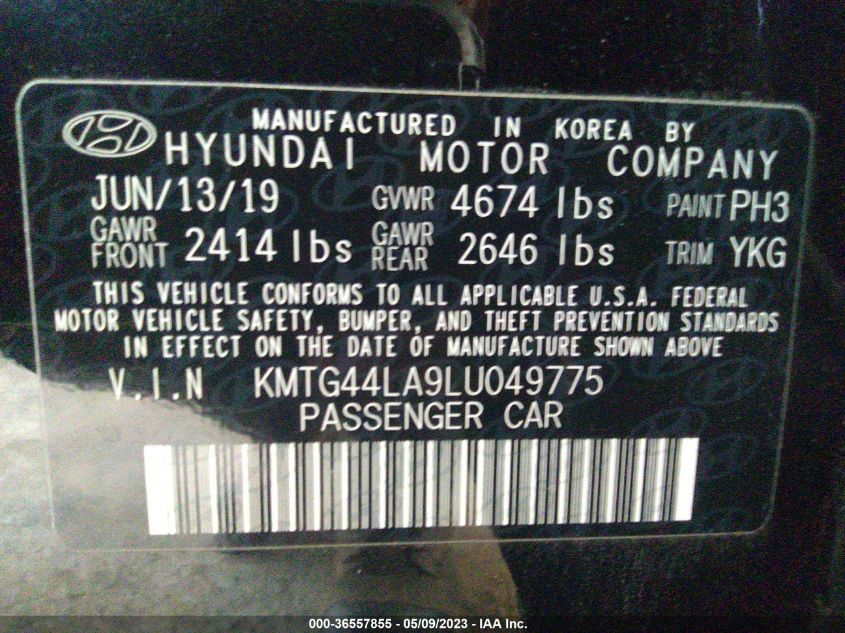 MANUFACTURED IN KOREA BY
HYUNDAI MOTOR COMPANY
JUN/13/19 GVWR 4674 lbs PAINT PH3
GAWR FRONT 2414 lbs GAWR REAR 2646 lbs TRIM YKG
THIS VEHICLE CONFORMS TO ALL APPLICABLE U.S.A. FEDERAL
MOTOR VEHICLE SAFETY, BUMPER, AND THEFT PREVENTION STANDARDS
IN EFFECT ON THE DATE OF MANUFACTURE SHOWN ABOVE
V.I.N KMTG44LA9LU049775
PASSENGER CAR
000-36557855 - 05/09/2023 - IAA Inc.